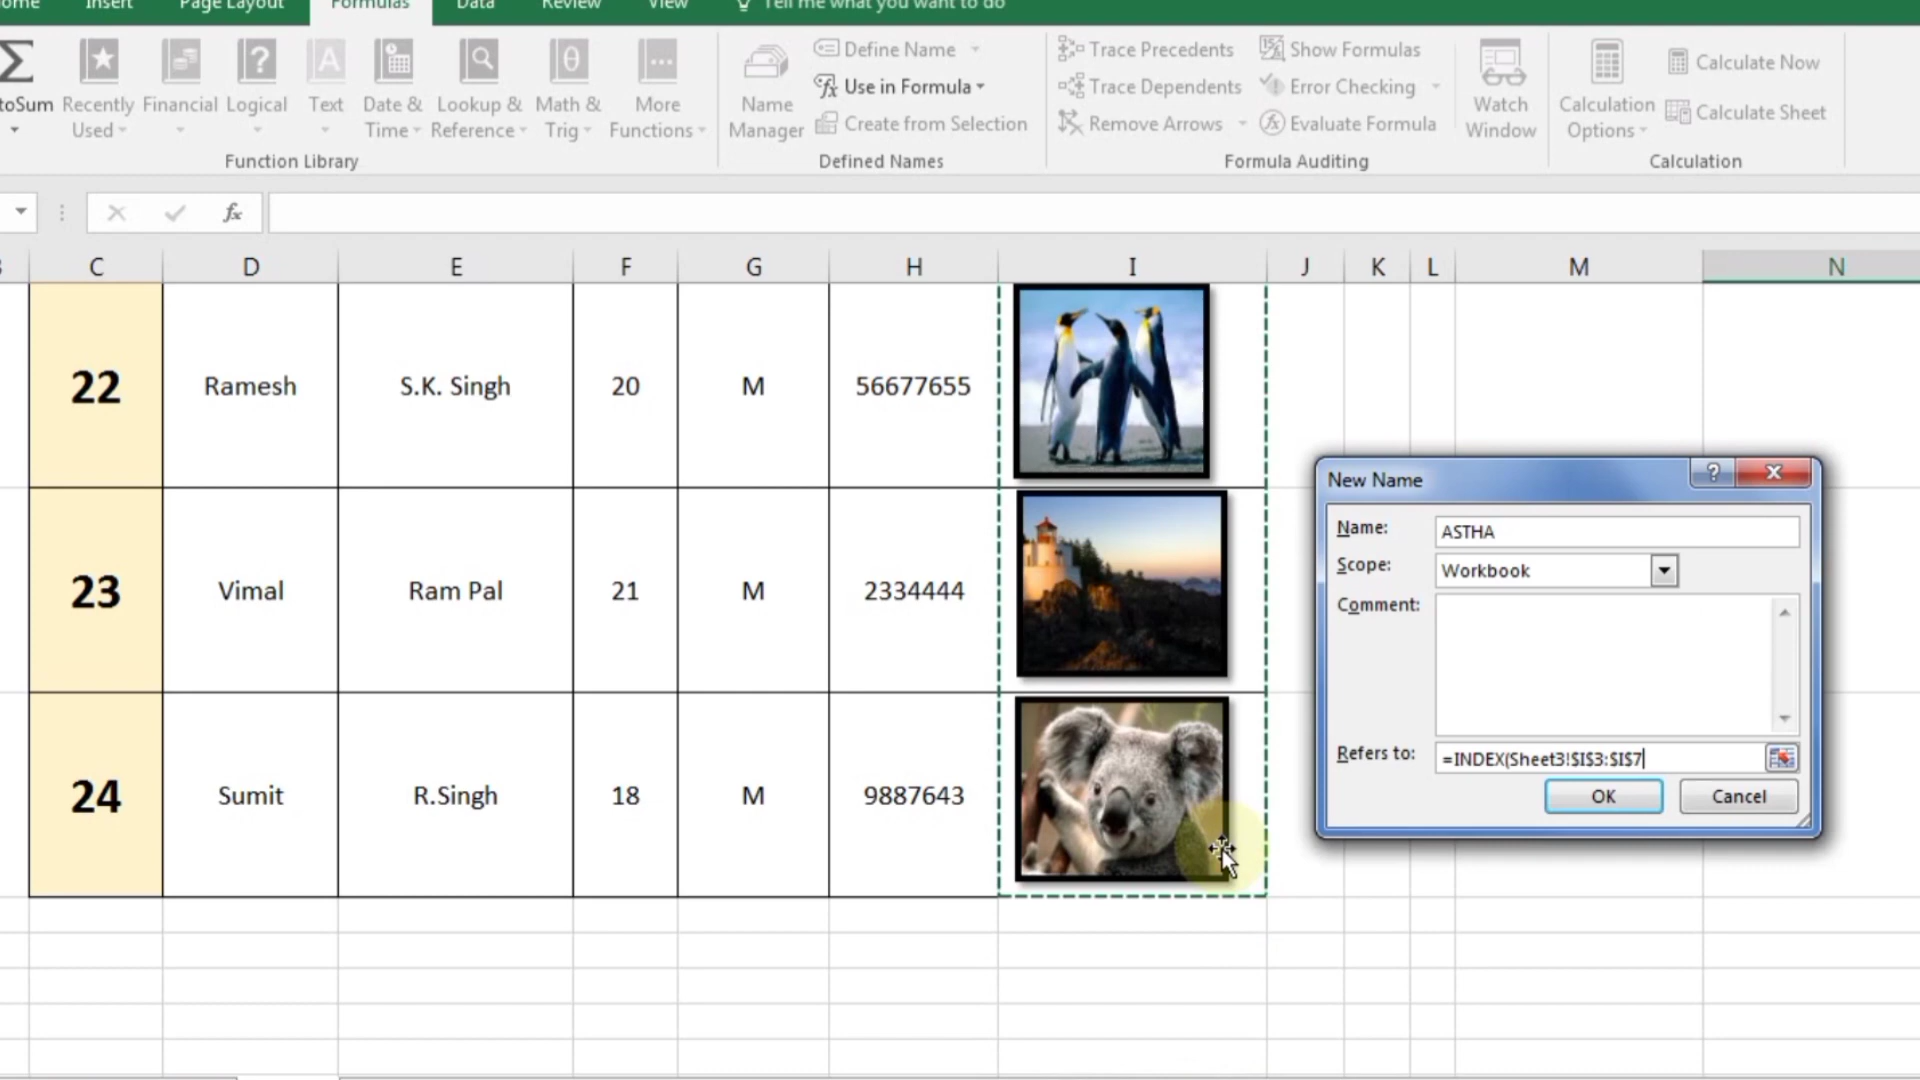 Home Insert Page Layout Formulas Data Review View Tell me what you want to do
toSum
Recently Used
Financial
Logical
Text
Date & Time
Lookup & Reference
Math & Trig
More Functions
Function Library
Name Manager
Define Name
Use in Formula
Create from Selection
Defined Names
Trace Precedents
Trace Dependents
Remove Arrows
Show Formulas
Error Checking
Evaluate Formula
Formula Auditing
Watch Window
Calculation Options
Calculate Now
Calculate Sheet
Calculation
fx
C D E F G H I J K L M N
22 Ramesh S.K. Singh 20 M 56677655
23 Vimal Ram Pal 21 M 2334444
24 Sumit R.Singh 18 M 9887643
New Name
Name: ASTHA
Scope: Workbook
Comment:
Refers to: =INDEX(Sheet3!$I$3:$I$7
OK Cancel